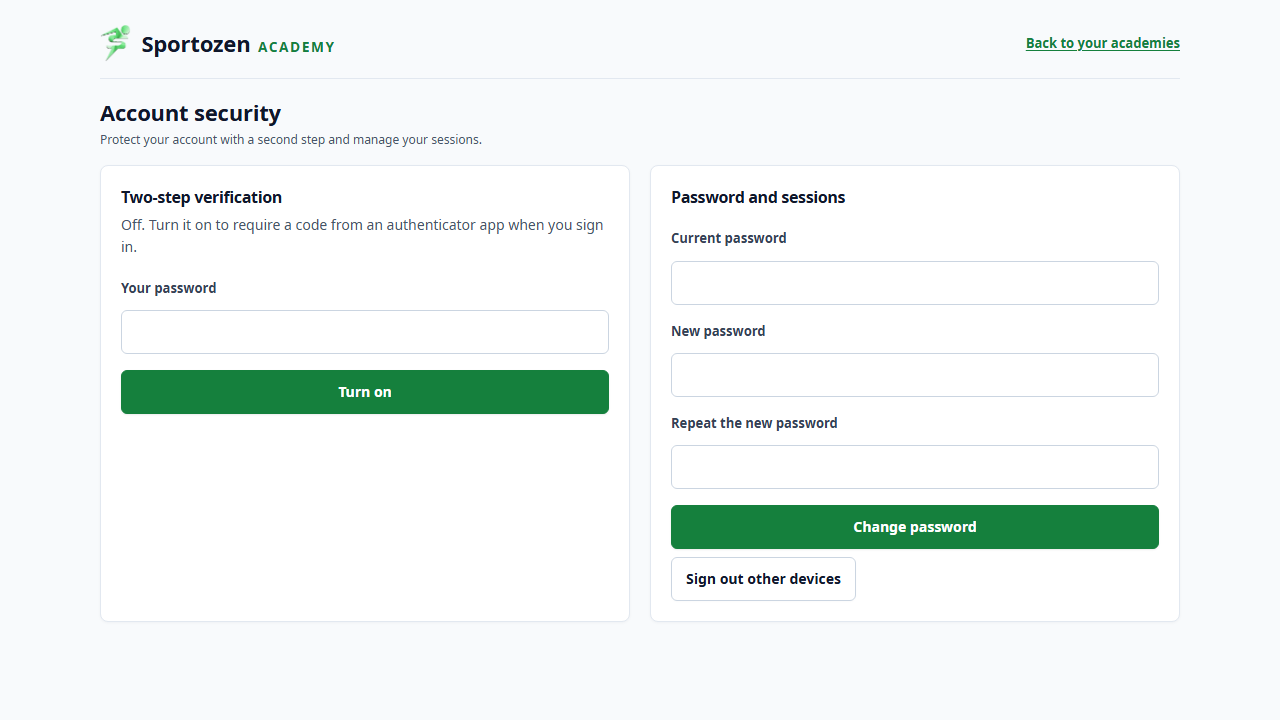 Sportozen ACADEMY
Back to your academies
Account security
Protect your account with a second step and manage your sessions.
Two-step verification
Off. Turn it on to require a code from an authenticator app when you sign
in.
Your password
Turn on
Password and sessions
Current password
New password
Repeat the new password
Change password
Sign out other devices